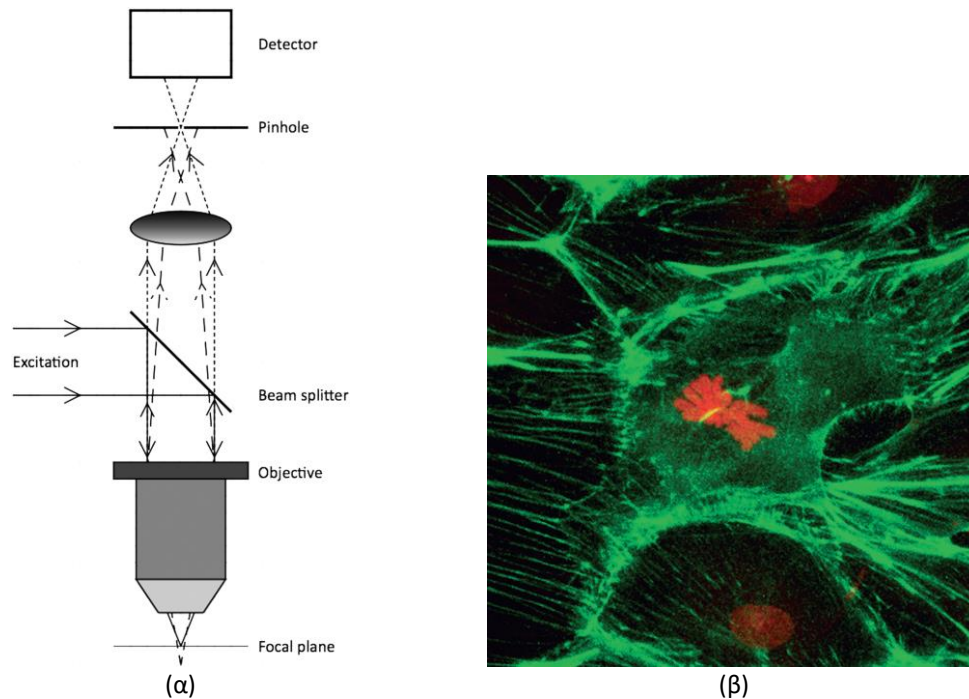 Detector
Pinhole
Excitation
Beam splitter
Objective
Focal plane
(α)
(β)